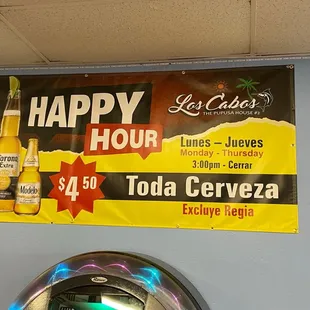 HAPPY
HOUR
Los Cabos
THE PUPUSA HOUSE #2
Lunes – Jueves
Monday - Thursday
3:00pm - Cerrar
$4.50
Toda Cerveza
Excluye Regia
Corona
Extra
Modelo